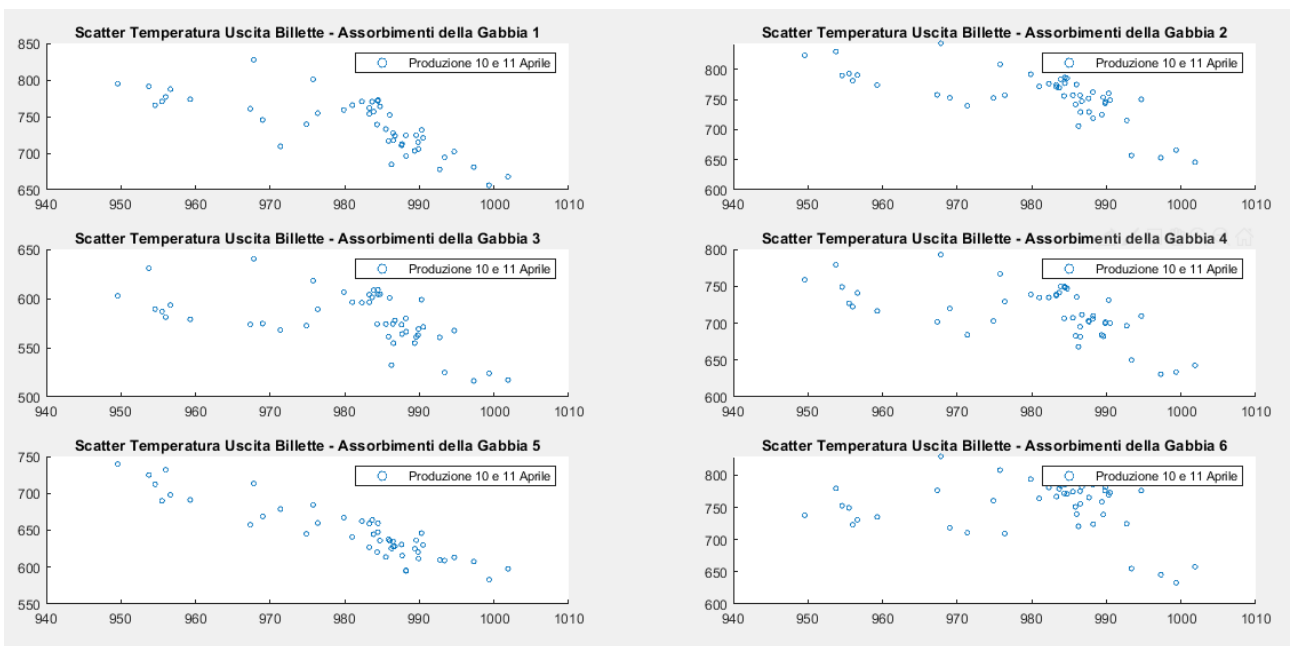 Scatter Temperatura Uscita Billette - Assorbimenti della Gabbia 1
850
800
750
700
650
940 950 960 970 980 990 1000 1010
Produzione 10 e 11 Aprile
Scatter Temperatura Uscita Billette - Assorbimenti della Gabbia 2
800
750
700
650
600
940 950 960 970 980 990 1000 1010
Produzione 10 e 11 Aprile
Scatter Temperatura Uscita Billette - Assorbimenti della Gabbia 3
650
600
550
500
940 950 960 970 980 990 1000 1010
Produzione 10 e 11 Aprile
Scatter Temperatura Uscita Billette - Assorbimenti della Gabbia 4
800
750
700
650
600
940 950 960 970 980 990 1000 1010
Produzione 10 e 11 Aprile
Scatter Temperatura Uscita Billette - Assorbimenti della Gabbia 5
750
700
650
600
550
940 950 960 970 980 990 1000 1010
Produzione 10 e 11 Aprile
Scatter Temperatura Uscita Billette - Assorbimenti della Gabbia 6
800
750
700
650
600
940 950 960 970 980 990 1000 1010
Produzione 10 e 11 Aprile